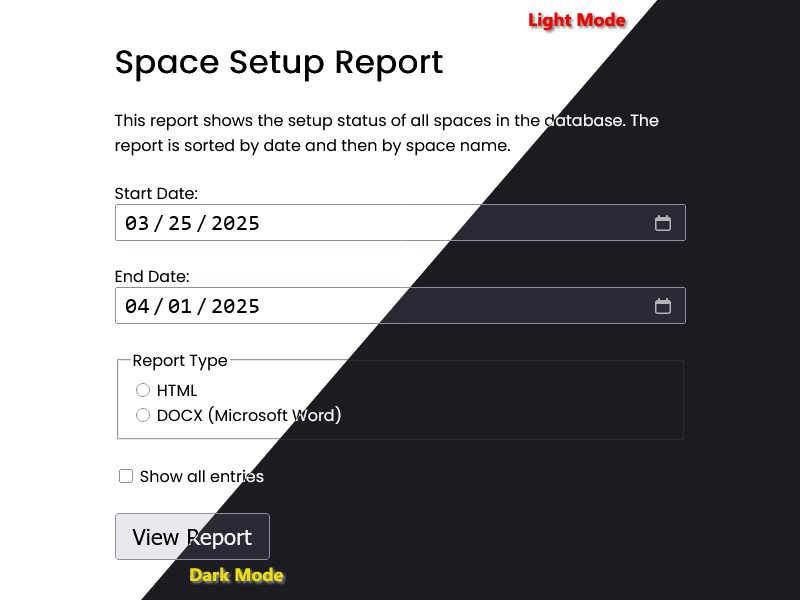 Light Mode
Space Setup Report
This report shows the setup status of all spaces in the database. The
report is sorted by date and then by space name.
Start Date:
03/25/2025
End Date:
04/01/2025
Report Type
HTML
DOCX (Microsoft Word)
Show all entries
View Report
Dark Mode